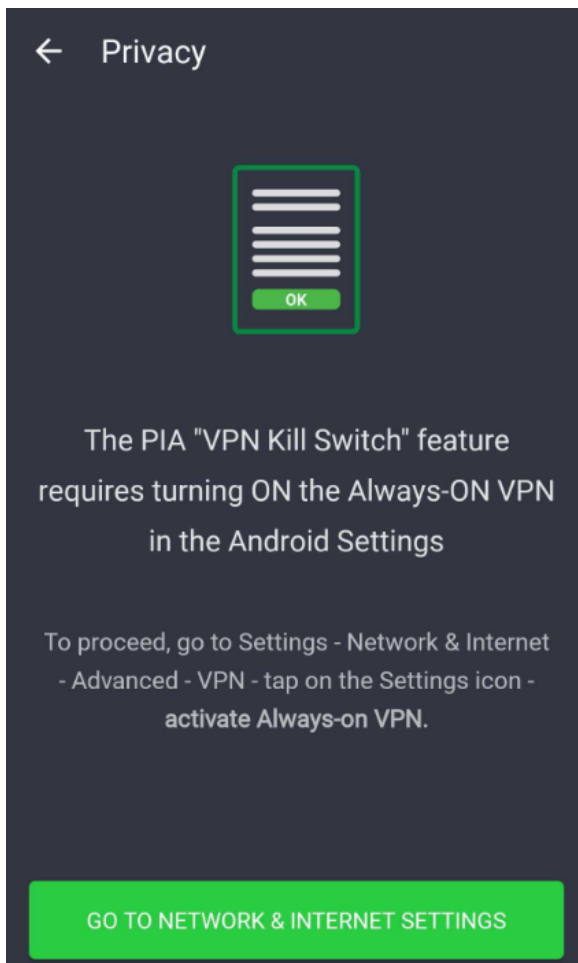 Privacy
OK
The PIA "VPN Kill Switch" feature
requires turning ON the Always-ON VPN
in the Android Settings
To proceed, go to Settings - Network & Internet
- Advanced - VPN - tap on the Settings icon -
activate Always-on VPN.
GO TO NETWORK & INTERNET SETTINGS